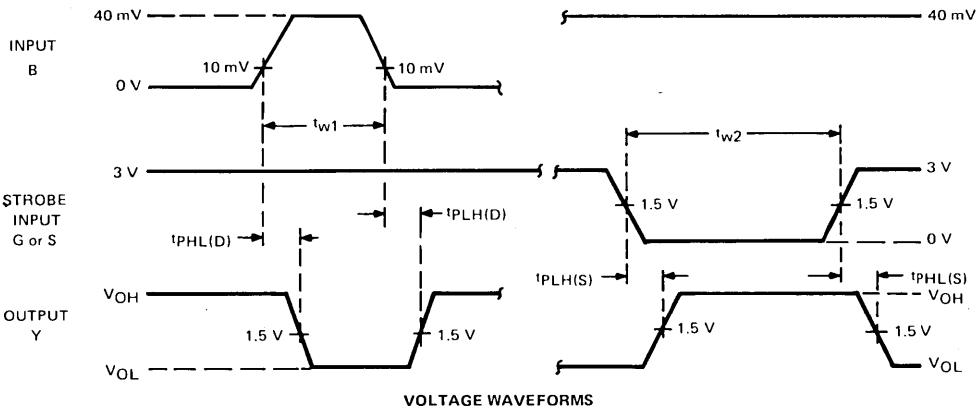 40 mV
40 mV
INPUT
B
10 mV
10 mV
0 V
tw1
tw2
3 V
3 V
STROBE
INPUT
G or S
1.5 V
1.5 V
tPLH(D)
tPHL(D)
0 V
tPLH(S)
tPHL(S)
VOH
VOH
OUTPUT
Y
1.5 V
1.5 V
1.5 V
1.5 V
VOL
VOL
VOLTAGE WAVEFORMS